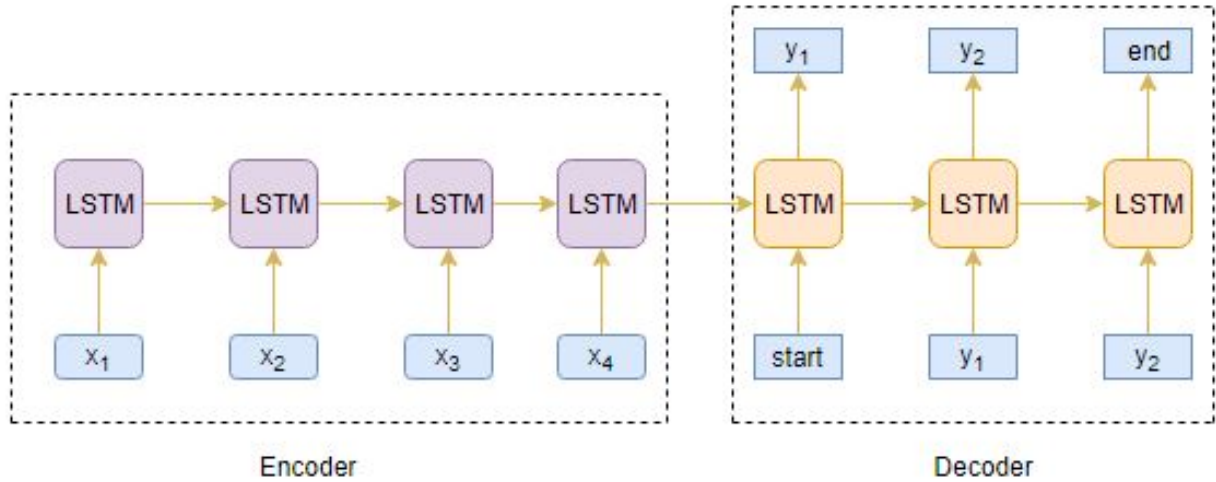 y₁ y₂ end
LSTM LSTM LSTM LSTM LSTM LSTM LSTM
x₁ x₂ x₃ x₄ start y₁ y₂
Encoder Decoder